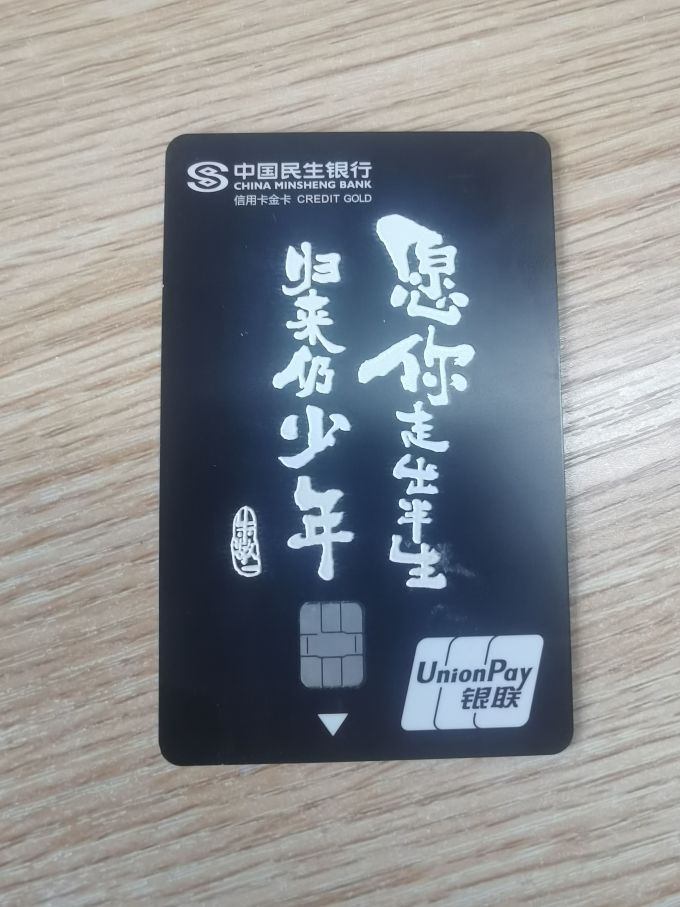 中国民生银行
CHINA MINSHENG BANK
信用卡金卡 CREDIT GOLD
愿你走出半生
归来仍少年
UnionPay
银联